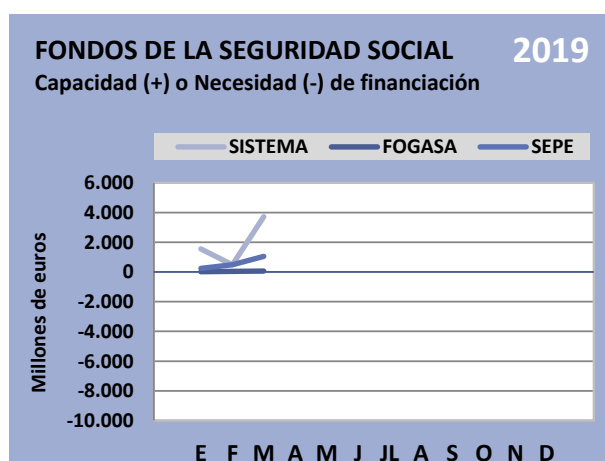 FONDOS DE LA SEGURIDAD SOCIAL 2019
Capacidad (+) o Necesidad (-) de financiación
SISTEMA FOGASA SEPE
Millones de euros
6.000
4.000
2.000
0
-2.000
-4.000
-6.000
-8.000
-10.000
E F M A M J JL A S O N D